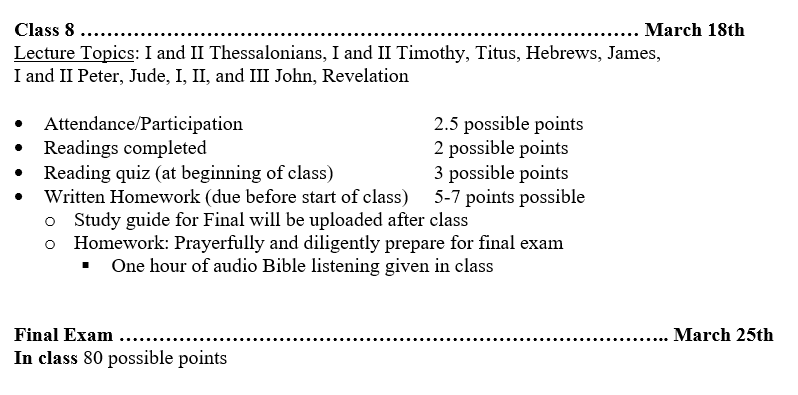 Class 8 ………………………………………………………………………… March 18th
Lecture Topics: I and II Thessalonians, I and II Timothy, Titus, Hebrews, James,
I and II Peter, Jude, I, II, and III John, Revelation
• Attendance/Participation 2.5 possible points
• Readings completed 2 possible points
• Reading quiz (at beginning of class) 3 possible points
• Written Homework (due before start of class) 5-7 points possible
o Study guide for Final will be uploaded after class
o Homework: Prayerfully and diligently prepare for final exam
▪ One hour of audio Bible listening given in class
Final Exam ……………………………………………………………………….. March 25th
In class 80 possible points